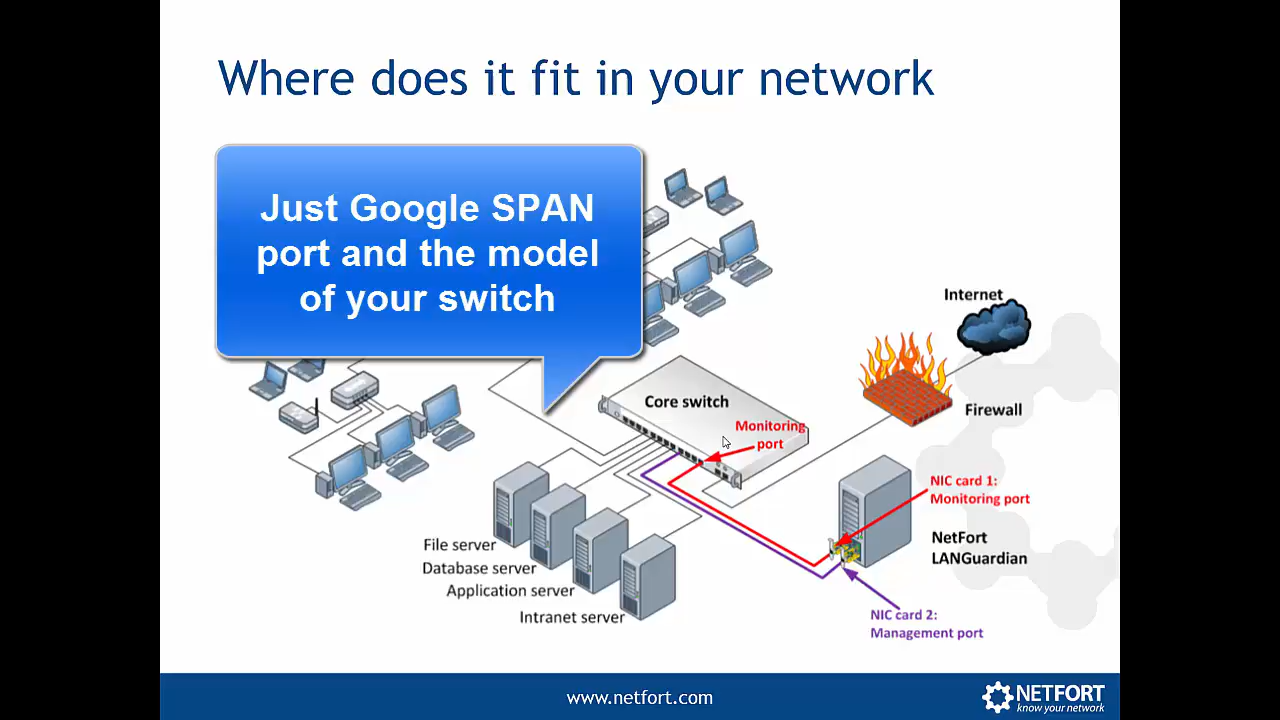 Where does it fit in your network
Just Google SPAN
port and the model
of your switch
Internet
Core switch
Firewall
Monitoring
port
NIC card 1:
Monitoring port
NetFort
LANGuardian
File server
Database server
Application server
Intranet server
NIC card 2:
Management port
www.netfort.com
NETFORT
know your network